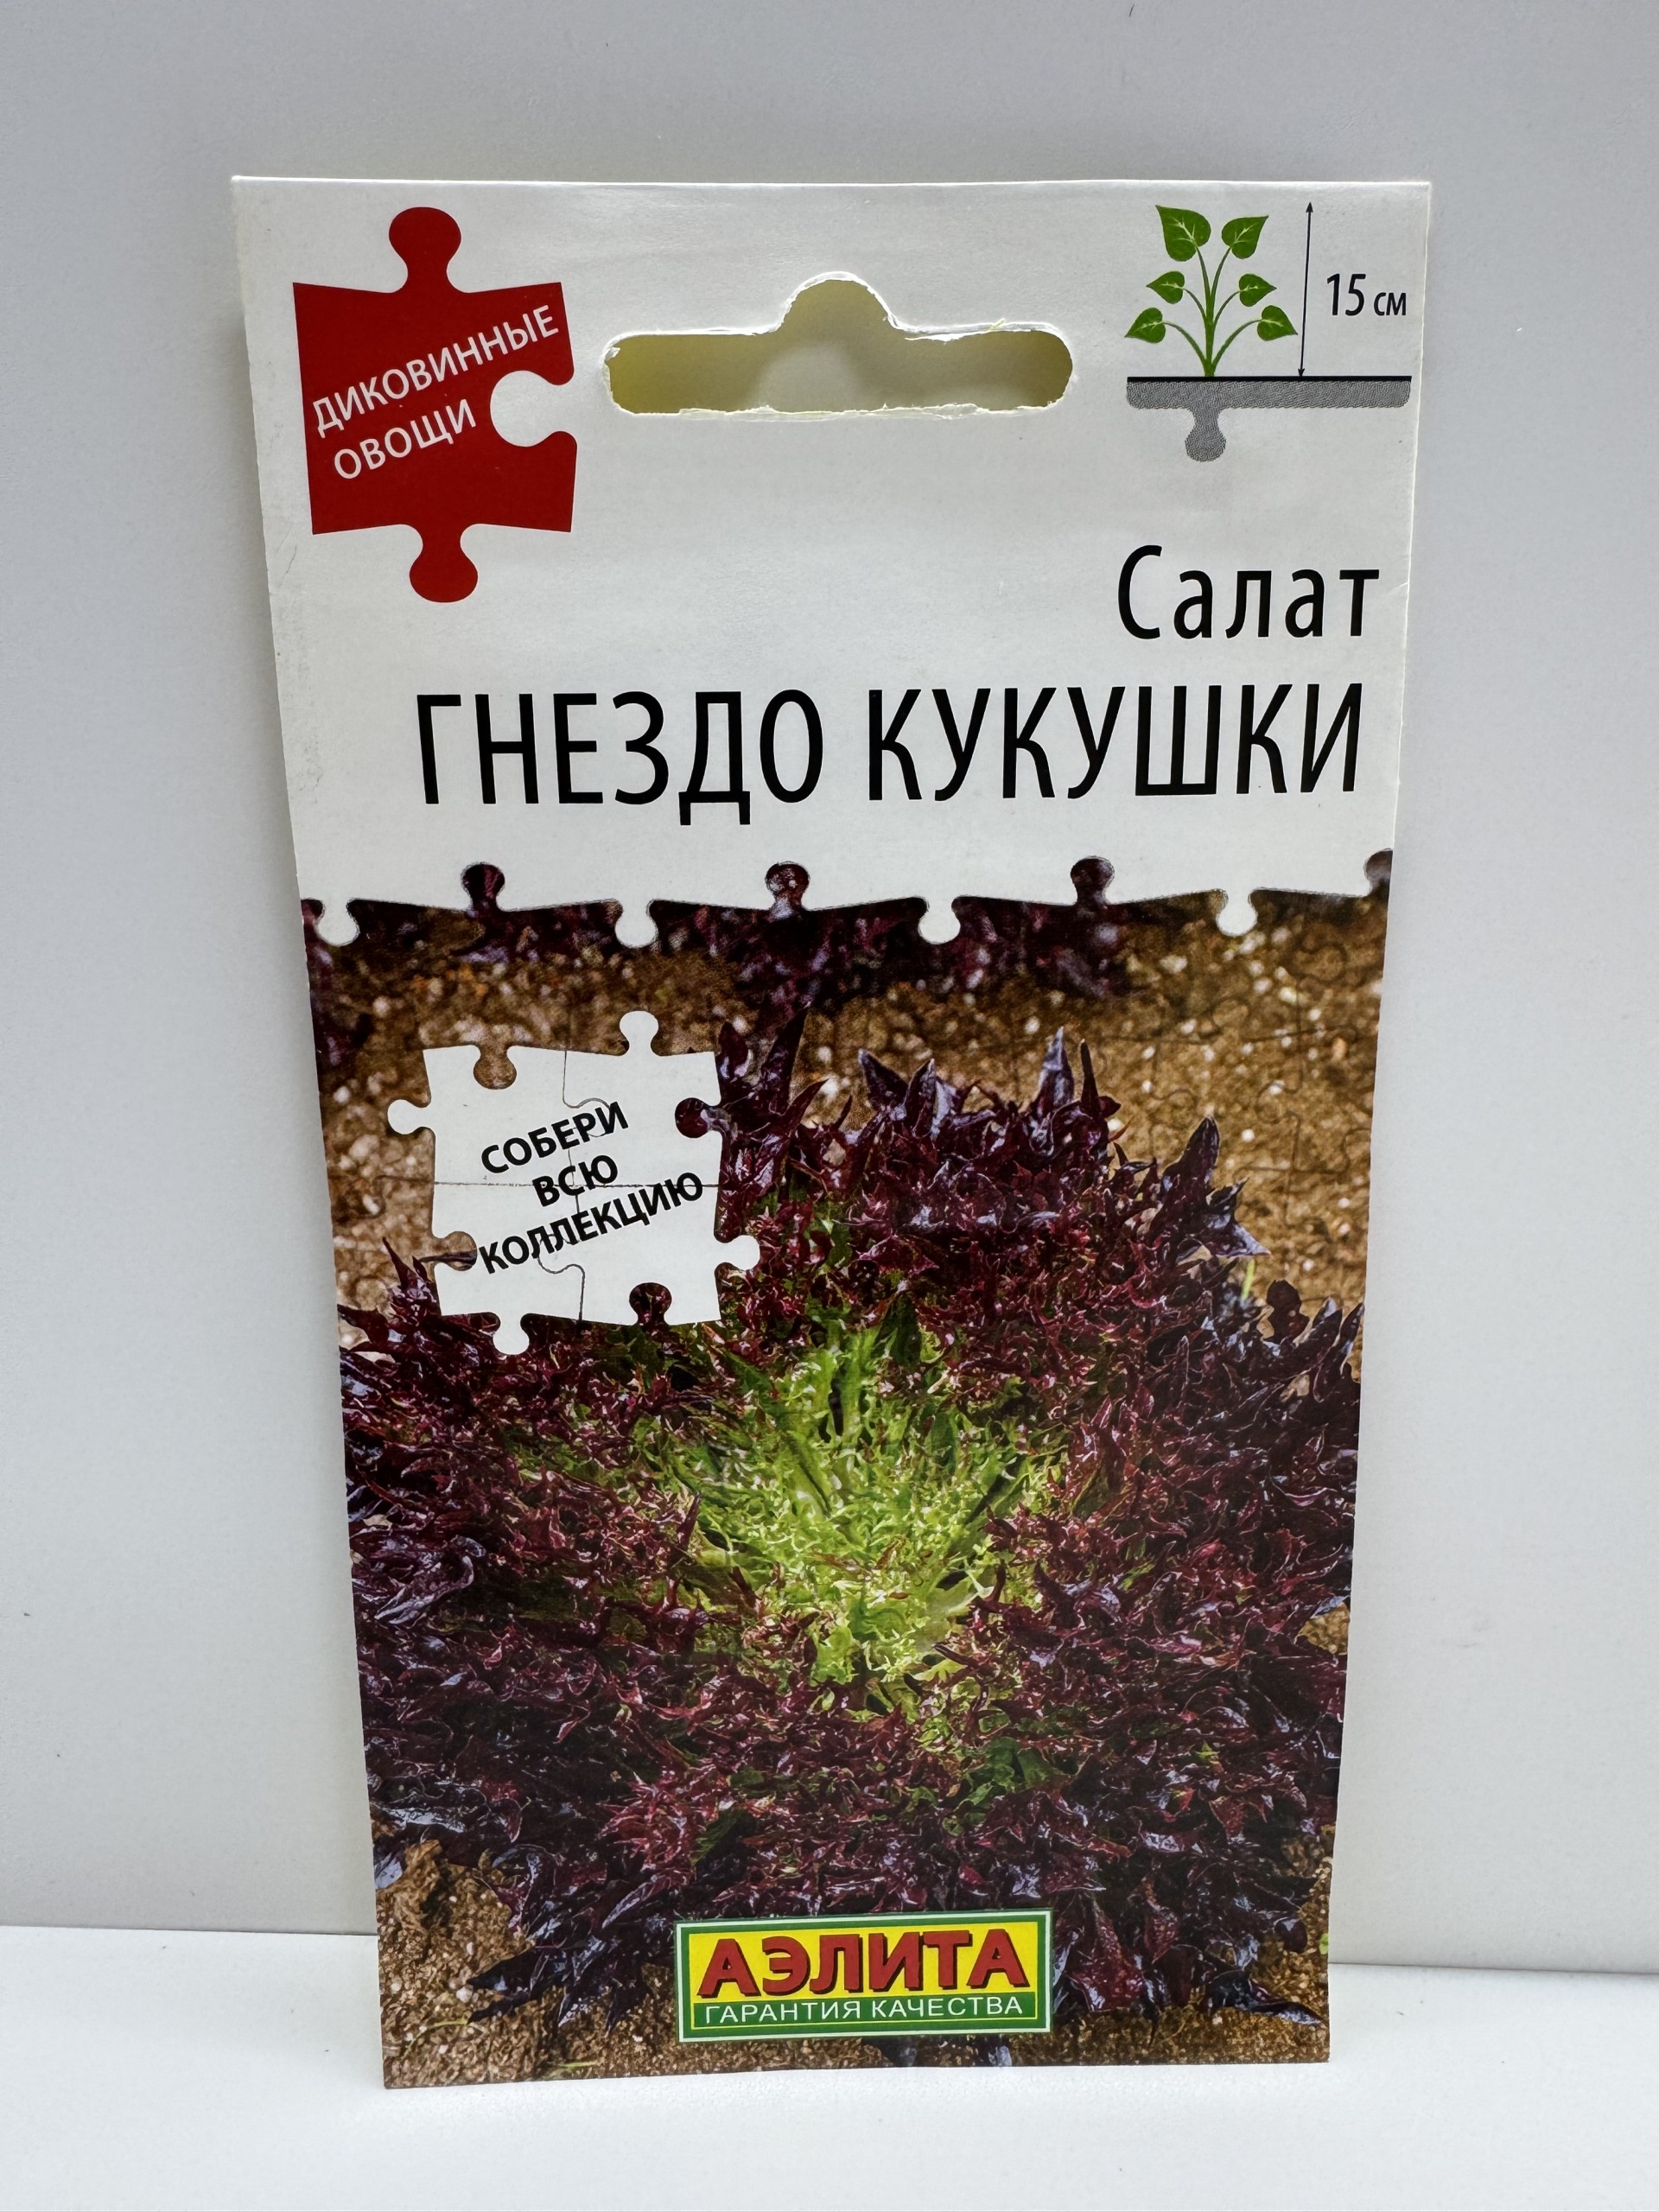 ДИКОВИННЫЕ
ОВОЩИ
15 см
Салат
ГНЕЗДО КУКУШКИ
СОБЕРИ
ВСЮ
КОЛЛЕКЦИЮ
АЭЛИТА
ГАРАНТИЯ КАЧЕСТВА